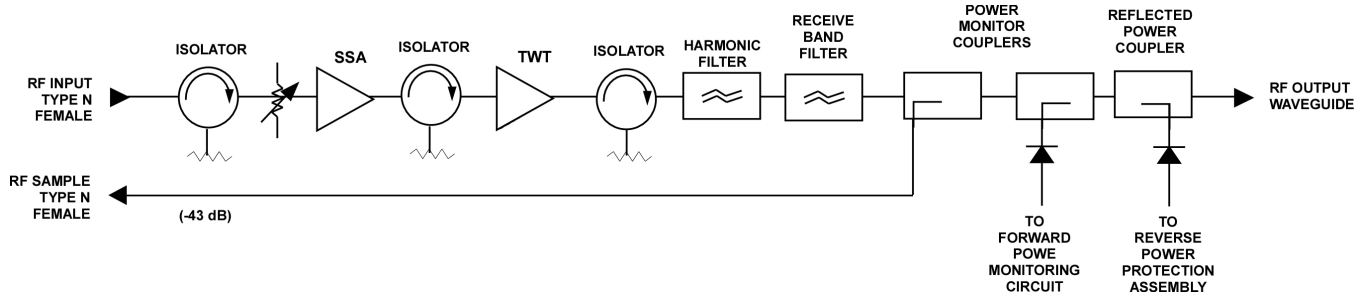 ISOLATOR
SSA
ISOLATOR
TWT
ISOLATOR
HARMONIC
FILTER
RECEIVE
BAND
FILTER
POWER
MONITOR
COUPLERS
REFLECTED
POWER
COUPLER
RF INPUT
TYPE N
FEMALE
RF OUTPUT
WAVEGUIDE
RF SAMPLE
TYPE N
FEMALE
(-43 dB)
TO
FORWARD
POWE
MONITORING
CIRCUIT
TO
REVERSE
POWER
PROTECTION
ASSEMBLY